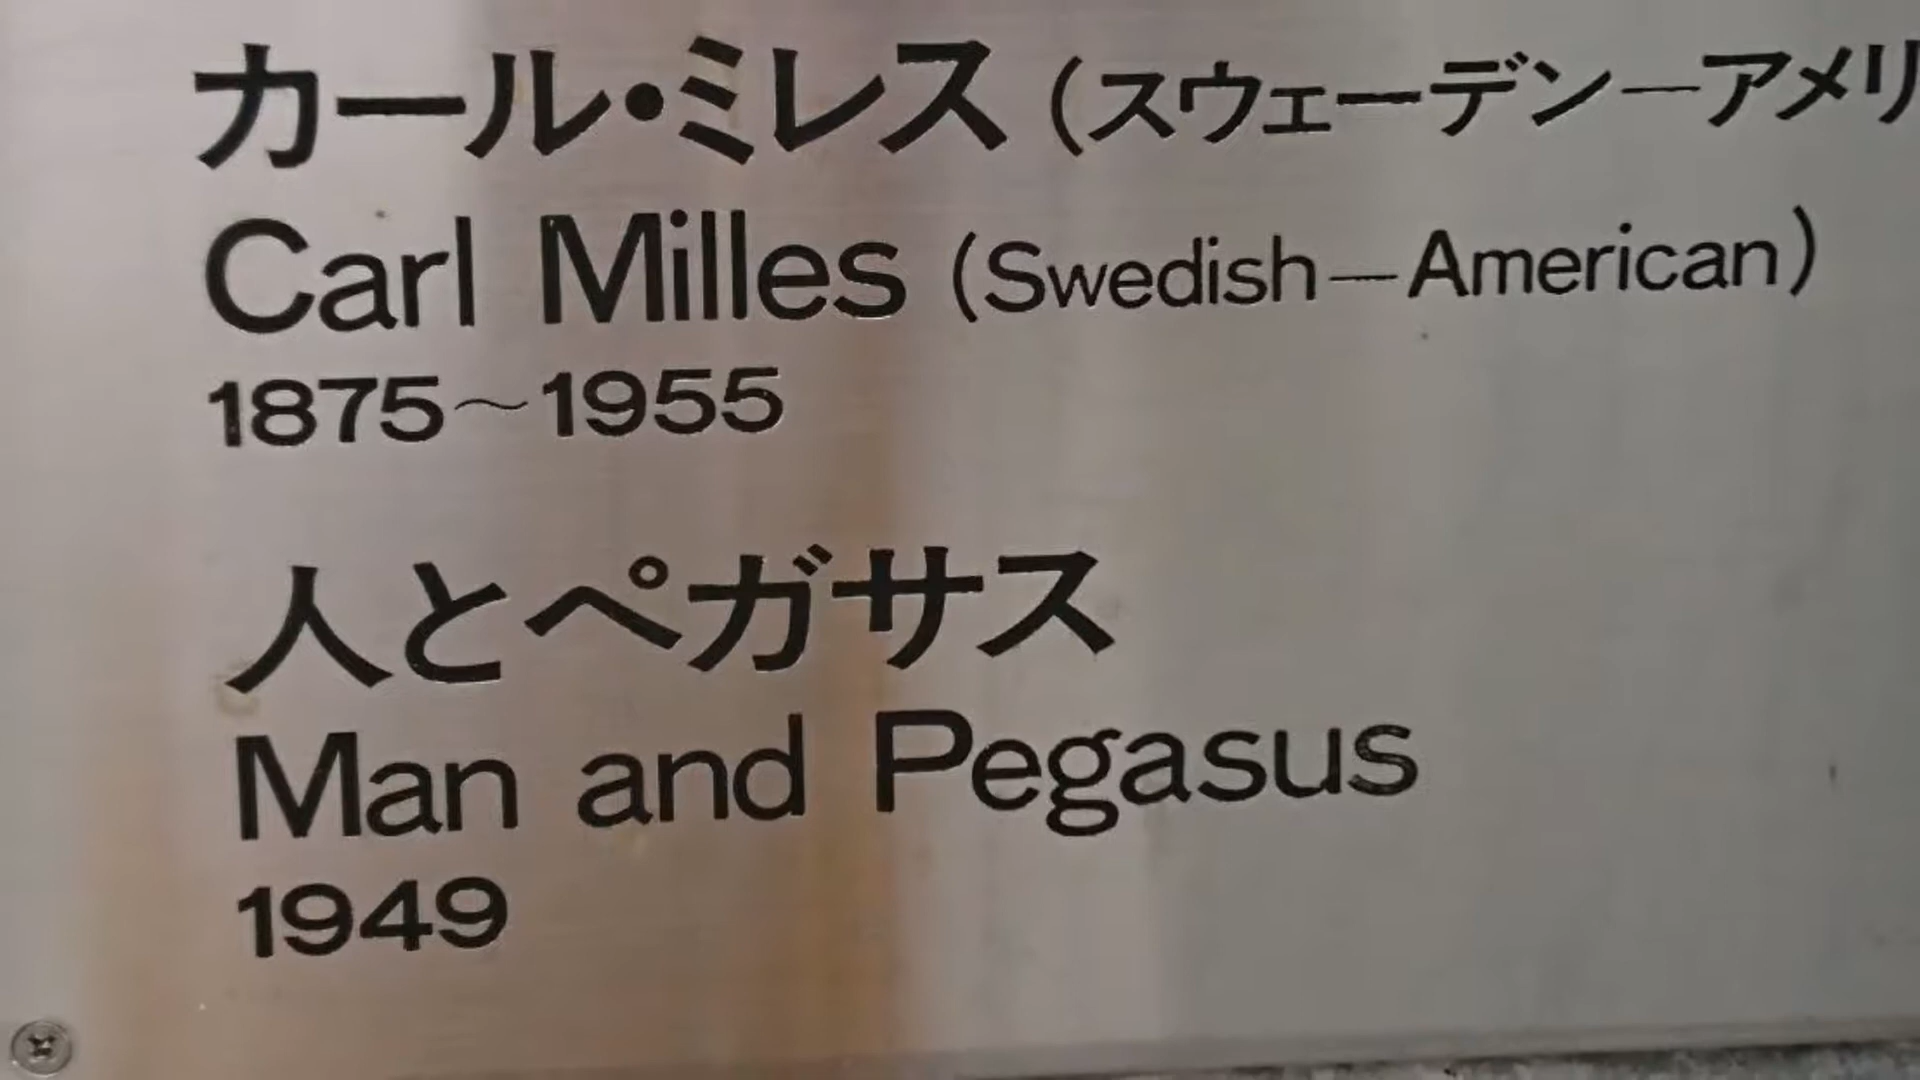 カール・ミレス (スウェーデン―アメリ
Carl Milles (Swedish―American)
1875～1955
人とペガサス
Man and Pegasus
1949